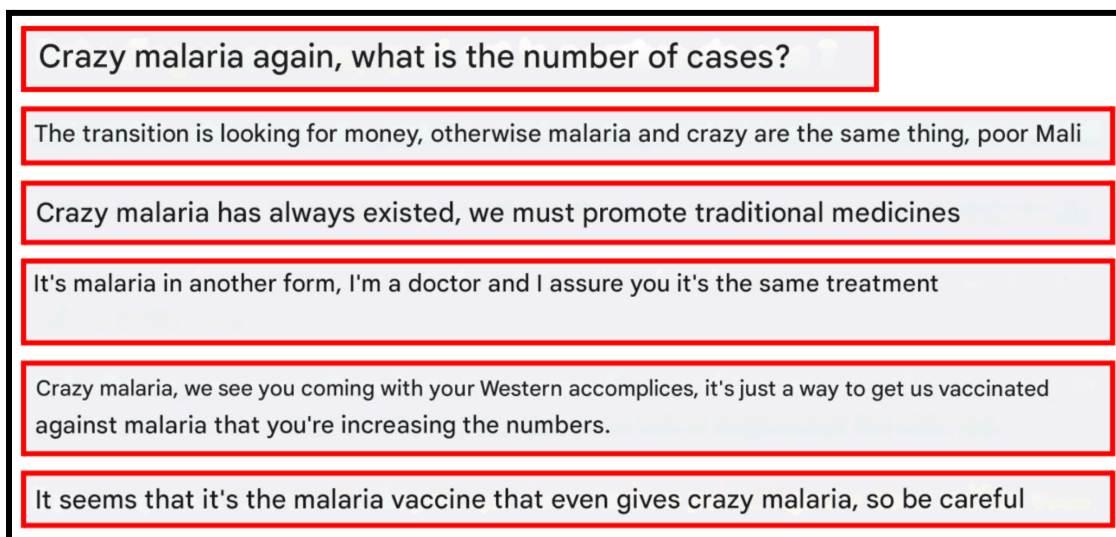 Crazy malaria again, what is the number of cases?
The transition is looking for money, otherwise malaria and crazy are the same thing, poor Mali
Crazy malaria has always existed, we must promote traditional medicines
It's malaria in another form, I'm a doctor and I assure you it's the same treatment
Crazy malaria, we see you coming with your Western accomplices, it's just a way to get us vaccinated
against malaria that you're increasing the numbers.
It seems that it's the malaria vaccine that even gives crazy malaria, so be careful